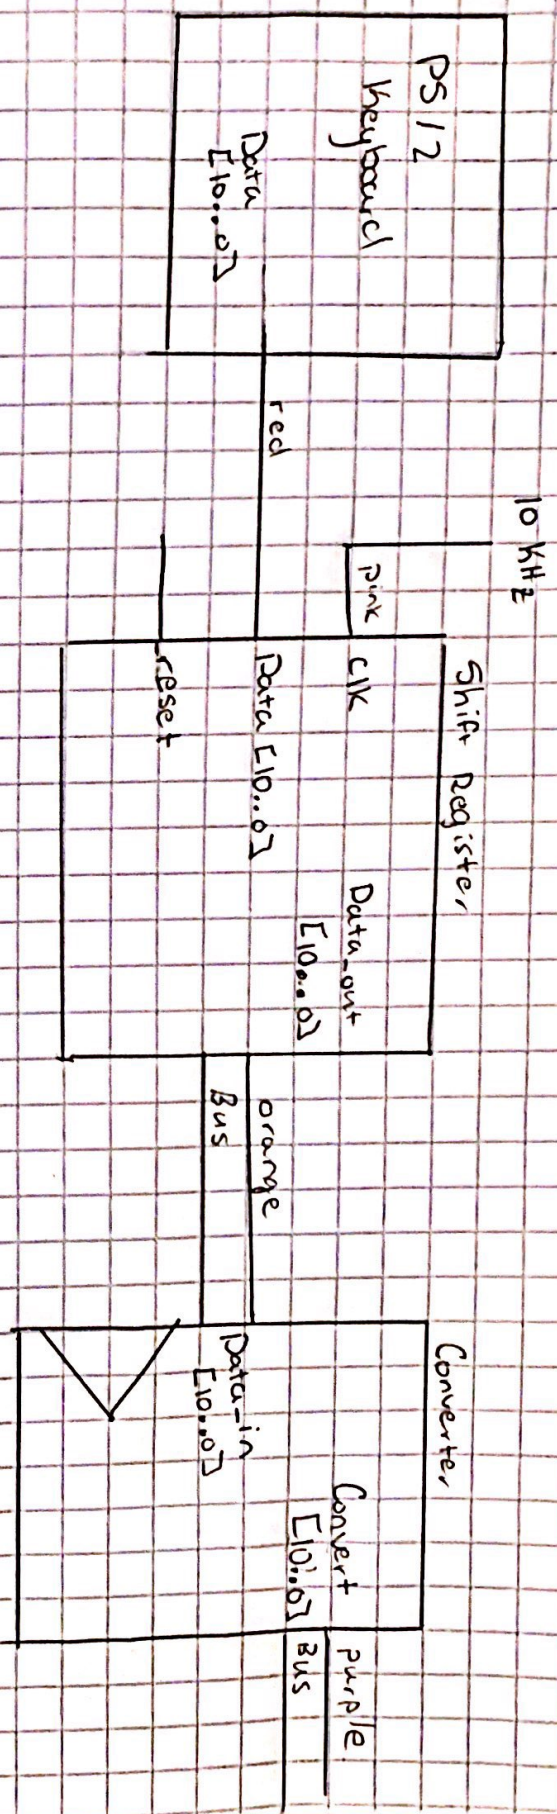 PS/2
Keyboard
Data
[10...0]
red
10 KHz
pink
Shift Register
Clk
Data [10...0]
reset
Data_out
[10...0]
orange
Bus
Converter
Data_in
[10...0]
Convert
[10...0]
purple
Bus